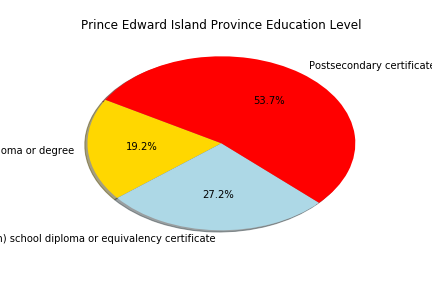 Prince Edward Island Province Education Level
Postsecondary certificate
53.7%
oma or degree
19.2%
27.2%
) school diploma or equivalency certificate